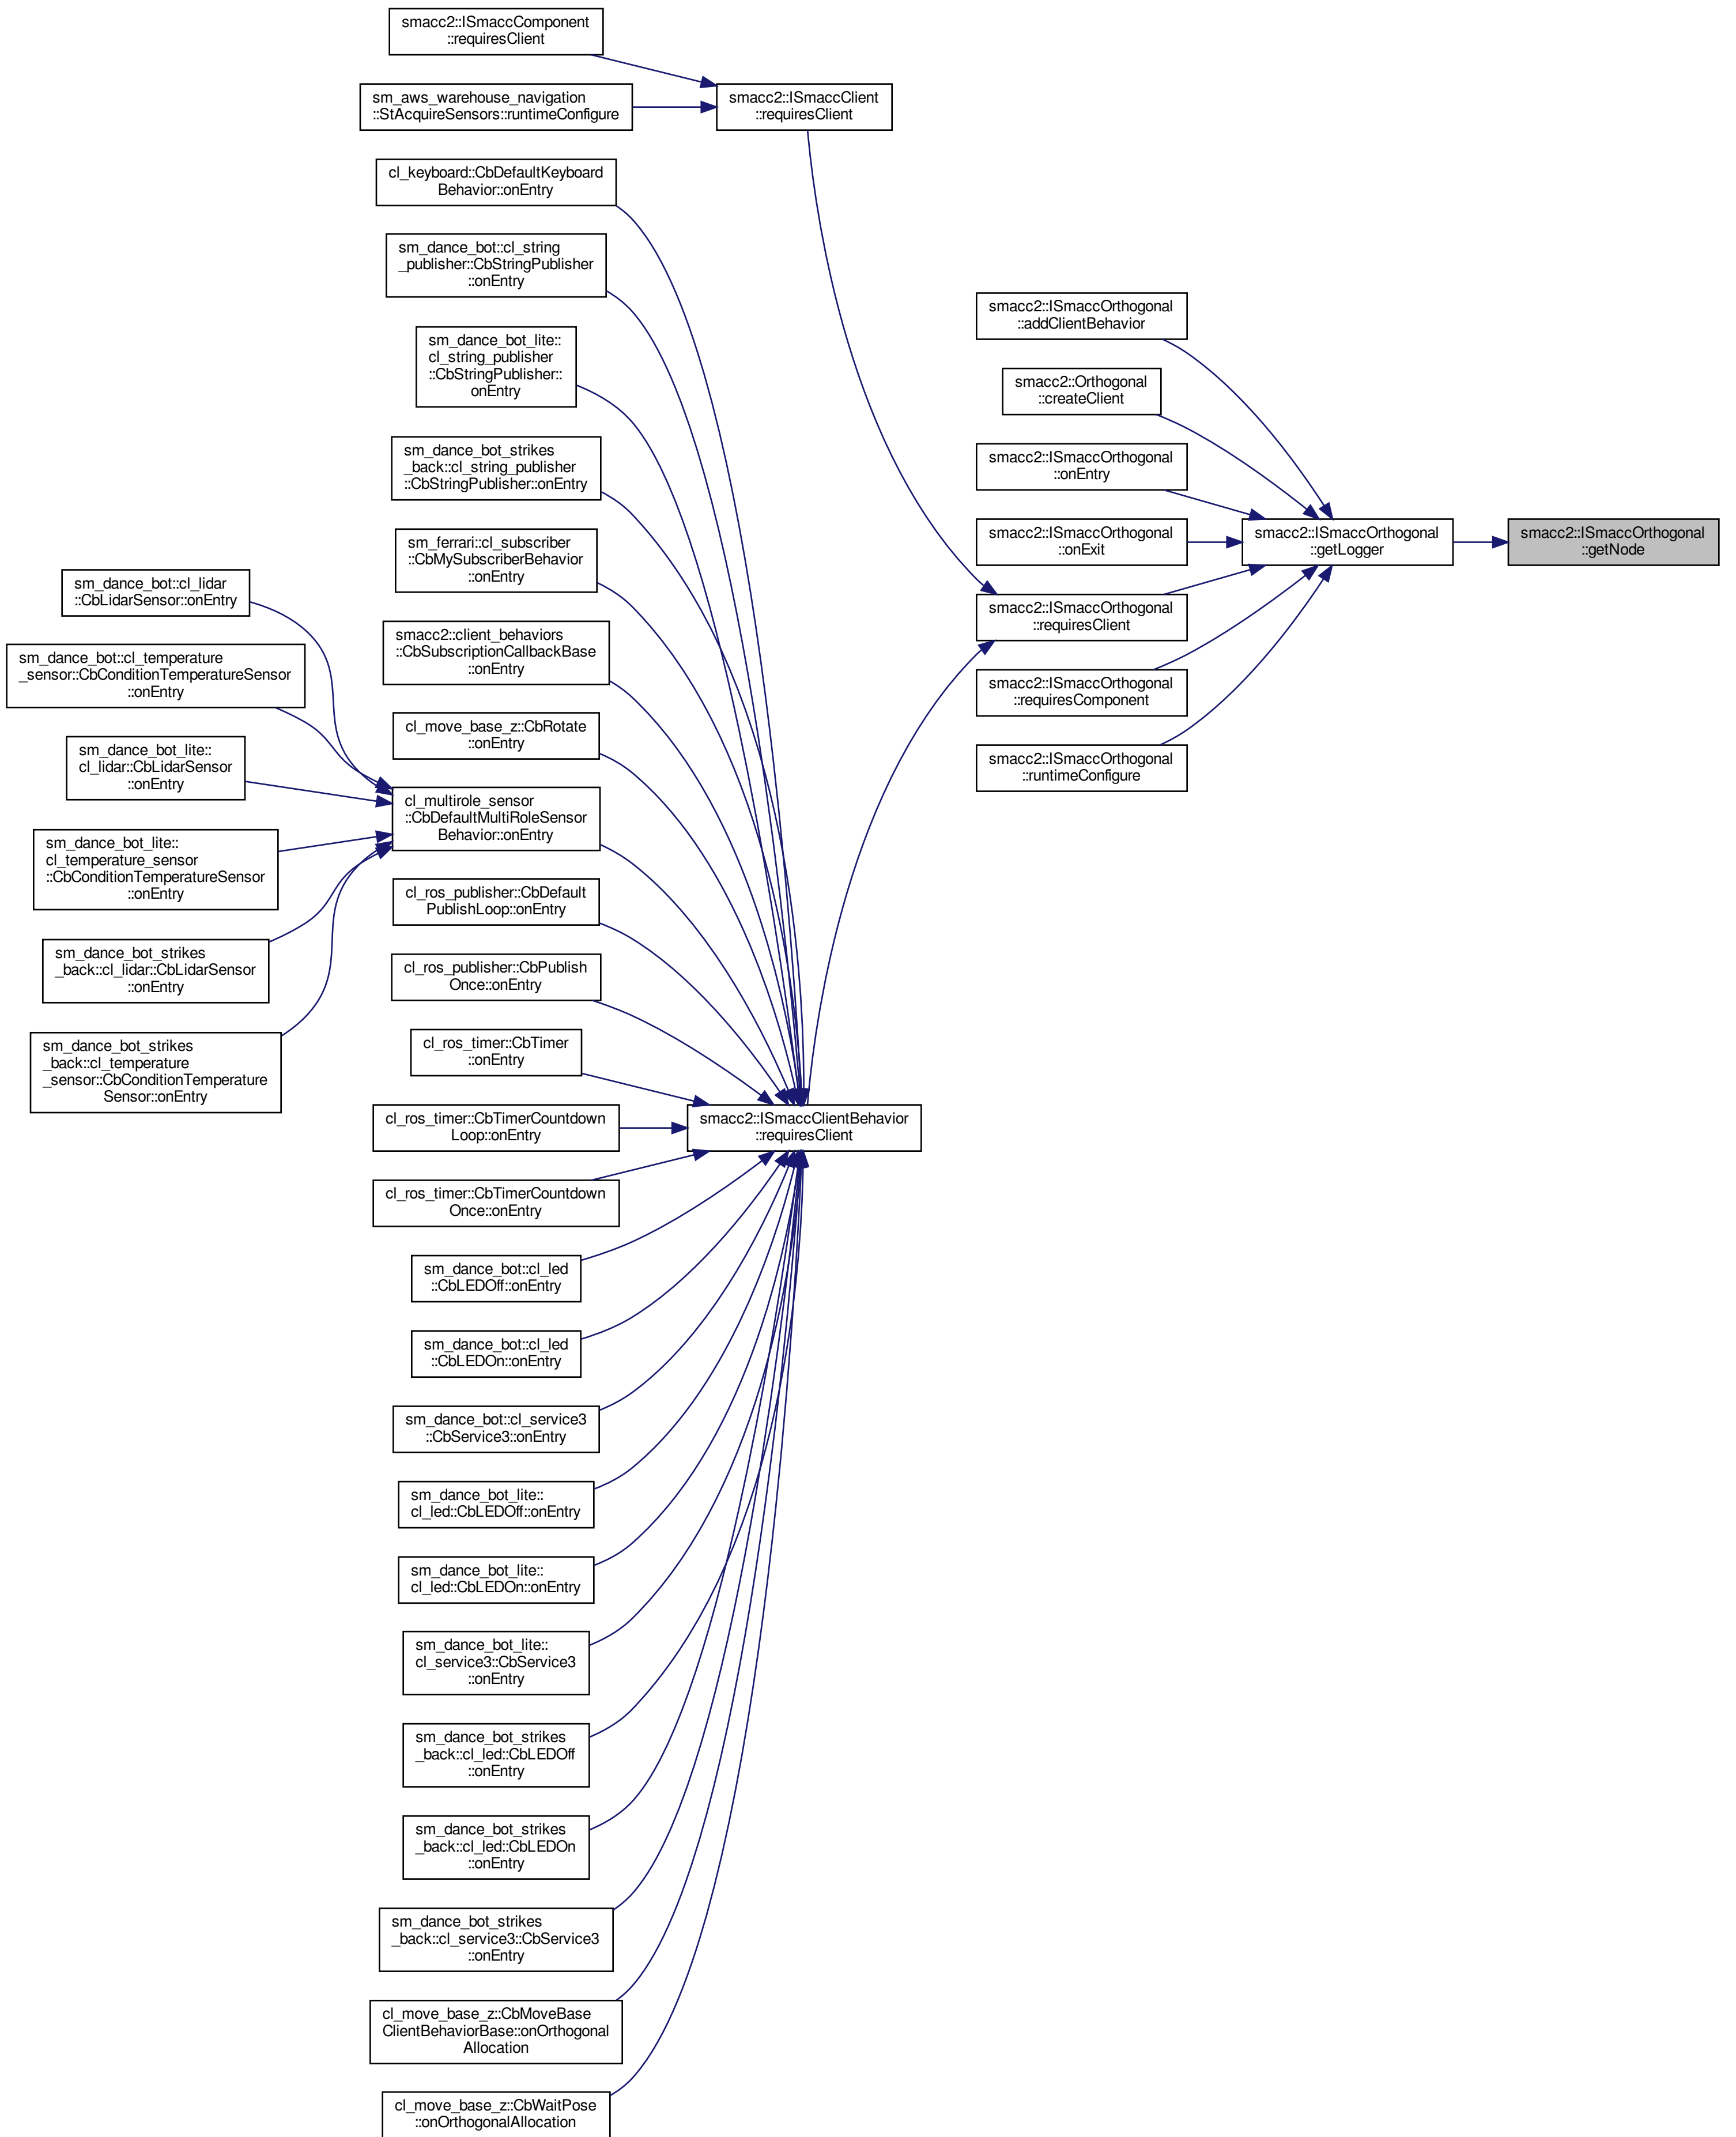 smacc2::ISmaccComponent
::requiresClient
sm_aws_warehouse_navigation
::StAcquireSensors::runtimeConfigure
smacc2::ISmaccClient
::requiresClient
cl_keyboard::CbDefaultKeyboard
Behavior::onEntry
sm_dance_bot::cl_string
_publisher::CbStringPublisher
::onEntry
sm_dance_bot_lite::
cl_string_publisher
::CbStringPublisher::
onEntry
sm_dance_bot_strikes
_back::cl_string_publisher
::CbStringPublisher::onEntry
sm_ferrari::cl_subscriber
::CbMySubscriberBehavior
::onEntry
smacc2::client_behaviors
::CbSubscriptionCallbackBase
::onEntry
cl_move_base_z::CbRotate
::onEntry
cl_multirole_sensor
::CbDefaultMultiRoleSensor
Behavior::onEntry
cl_ros_publisher::CbDefault
PublishLoop::onEntry
cl_ros_publisher::CbPublish
Once::onEntry
cl_ros_timer::CbTimer
::onEntry
cl_ros_timer::CbTimerCountdown
Loop::onEntry
cl_ros_timer::CbTimerCountdown
Once::onEntry
sm_dance_bot::cl_led
::CbLEDOff::onEntry
sm_dance_bot::cl_led
::CbLEDOn::onEntry
sm_dance_bot::cl_service3
::CbService3::onEntry
sm_dance_bot_lite::
cl_led::CbLEDOff::onEntry
sm_dance_bot_lite::
cl_led::CbLEDOn::onEntry
sm_dance_bot_lite::
cl_service3::CbService3
::onEntry
sm_dance_bot_strikes
_back::cl_led::CbLEDOff
::onEntry
sm_dance_bot_strikes
_back::cl_led::CbLEDOn
::onEntry
sm_dance_bot_strikes
_back::cl_service3::CbService3
::onEntry
cl_move_base_z::CbMoveBase
ClientBehaviorBase::onOrthogonal
Allocation
cl_move_base_z::CbWaitPose
::onOrthogonalAllocation
sm_dance_bot::cl_lidar
::CbLidarSensor::onEntry
sm_dance_bot::cl_temperature
_sensor::CbConditionTemperatureSensor
::onEntry
sm_dance_bot_lite::
cl_lidar::CbLidarSensor
::onEntry
sm_dance_bot_lite::
cl_temperature_sensor
::CbConditionTemperatureSensor
::onEntry
sm_dance_bot_strikes
_back::cl_lidar::CbLidarSensor
::onEntry
sm_dance_bot_strikes
_back::cl_temperature
_sensor::CbConditionTemperature
Sensor::onEntry
smacc2::ISmaccClientBehavior
::requiresClient
smacc2::ISmaccOrthogonal
::addClientBehavior
smacc2::Orthogonal
::createClient
smacc2::ISmaccOrthogonal
::onEntry
smacc2::ISmaccOrthogonal
::onExit
smacc2::ISmaccOrthogonal
::requiresClient
smacc2::ISmaccOrthogonal
::requiresComponent
smacc2::ISmaccOrthogonal
::runtimeConfigure
smacc2::ISmaccOrthogonal
::getLogger
smacc2::ISmaccOrthogonal
::getNode